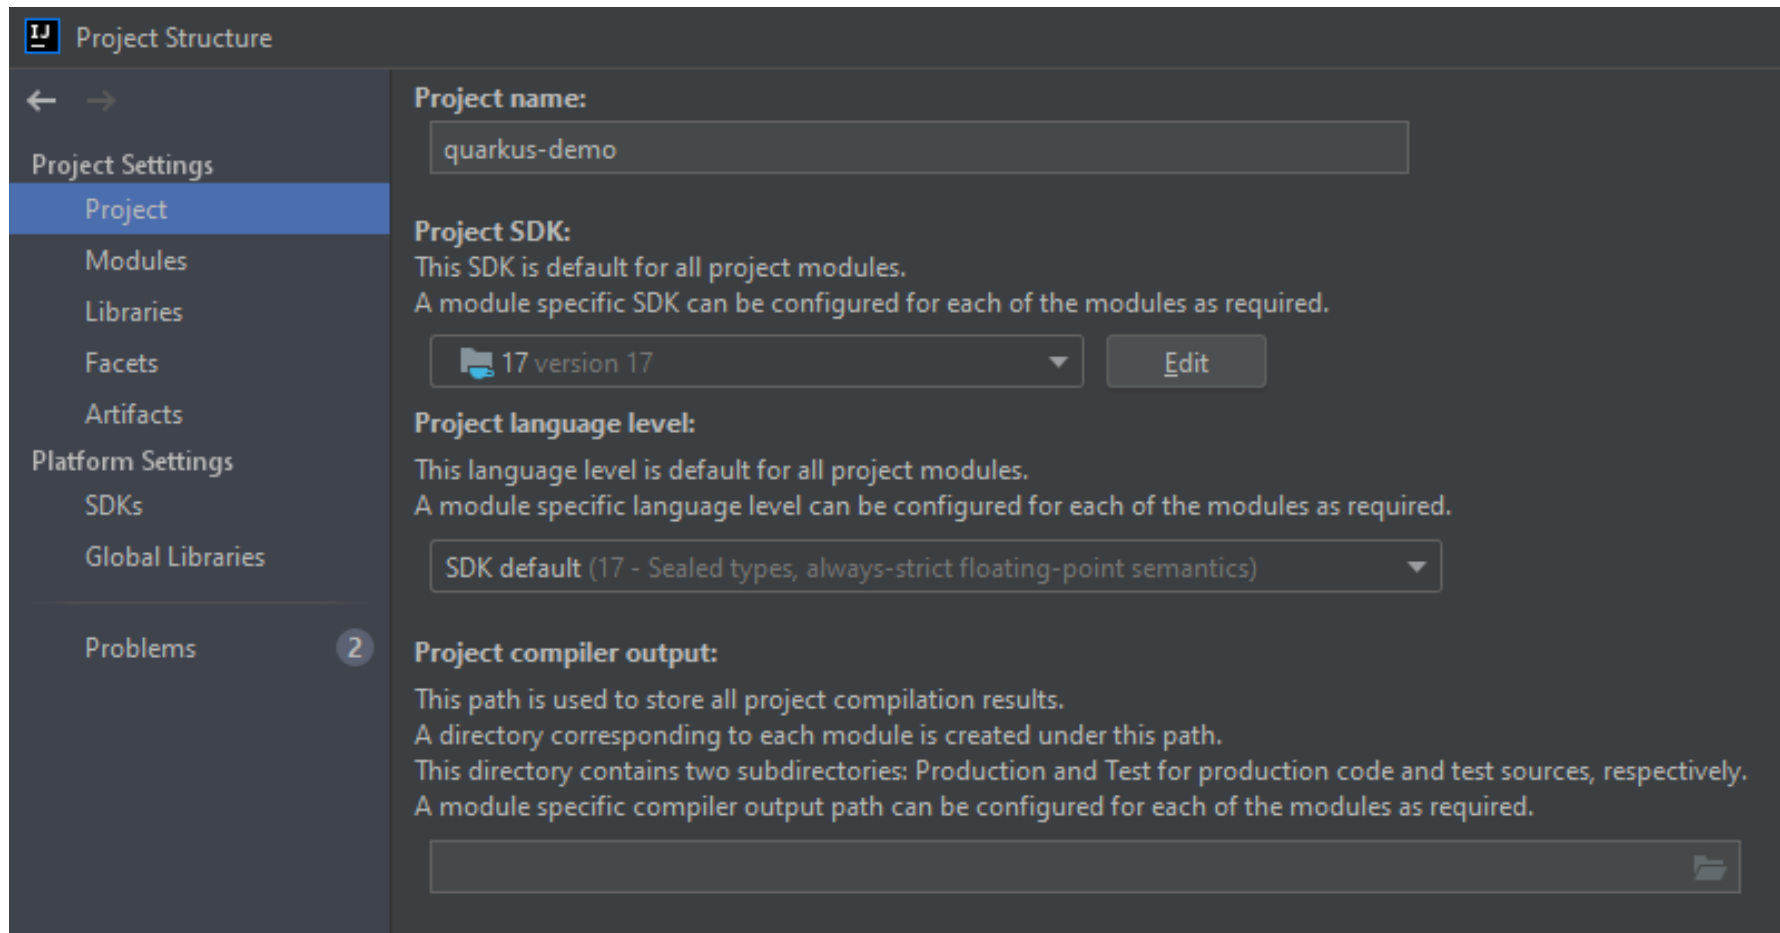 IJ Project Structure
Project Settings
Project
Modules
Libraries
Facets
Artifacts
Platform Settings
SDKs
Global Libraries
Problems 2
Project name:
quarkus-demo
Project SDK:
This SDK is default for all project modules.
A module specific SDK can be configured for each of the modules as required.
17 version 17 Edit
Project language level:
This language level is default for all project modules.
A module specific language level can be configured for each of the modules as required.
SDK default (17 - Sealed types, always-strict floating-point semantics)
Project compiler output:
This path is used to store all project compilation results.
A directory corresponding to each module is created under this path.
This directory contains two subdirectories: Production and Test for production code and test sources, respectively.
A module specific compiler output path can be configured for each of the modules as required.